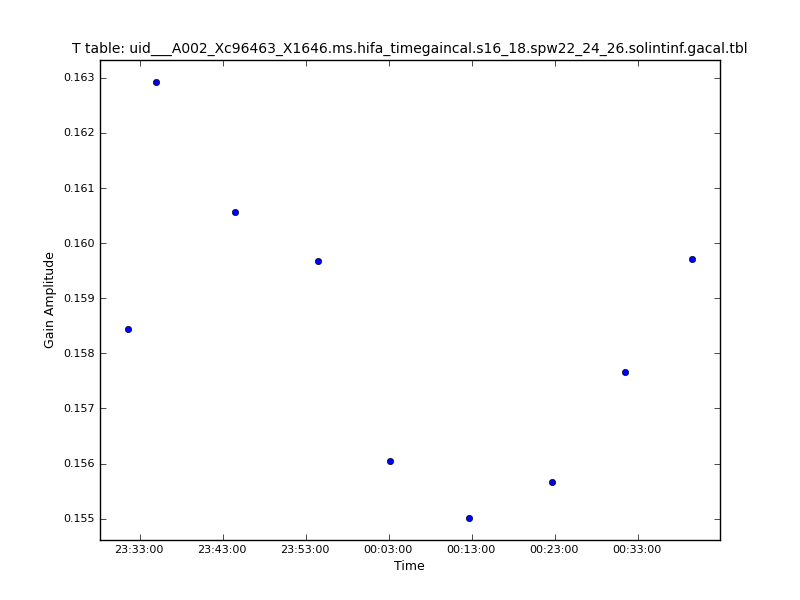 T table: uid___A002_Xc96463_X1646.ms.hifa_timegaincal.s16_18.spw22_24_26.solintinf.gacal.tbl
0.163
0.162
0.161
0.160
0.159
0.158
0.157
0.156
0.155
Gain Amplitude
23:33:00 23:43:00 23:53:00 00:03:00 00:13:00 00:23:00 00:33:00
Time